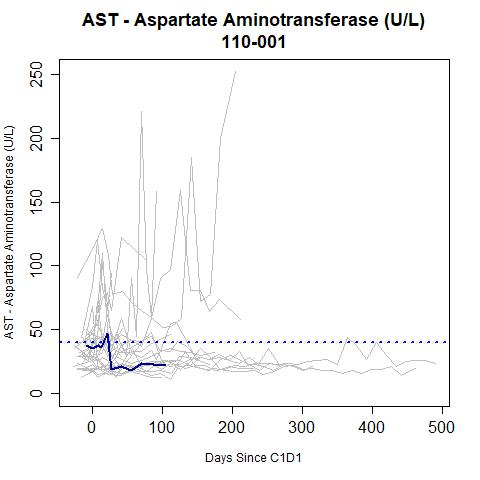 AST - Aspartate Aminotransferase (U/L)
110-001
AST - Aspartate Aminotransferase (U/L)
250
200
150
100
50
0
0 100 200 300 400 500
Days Since C1D1